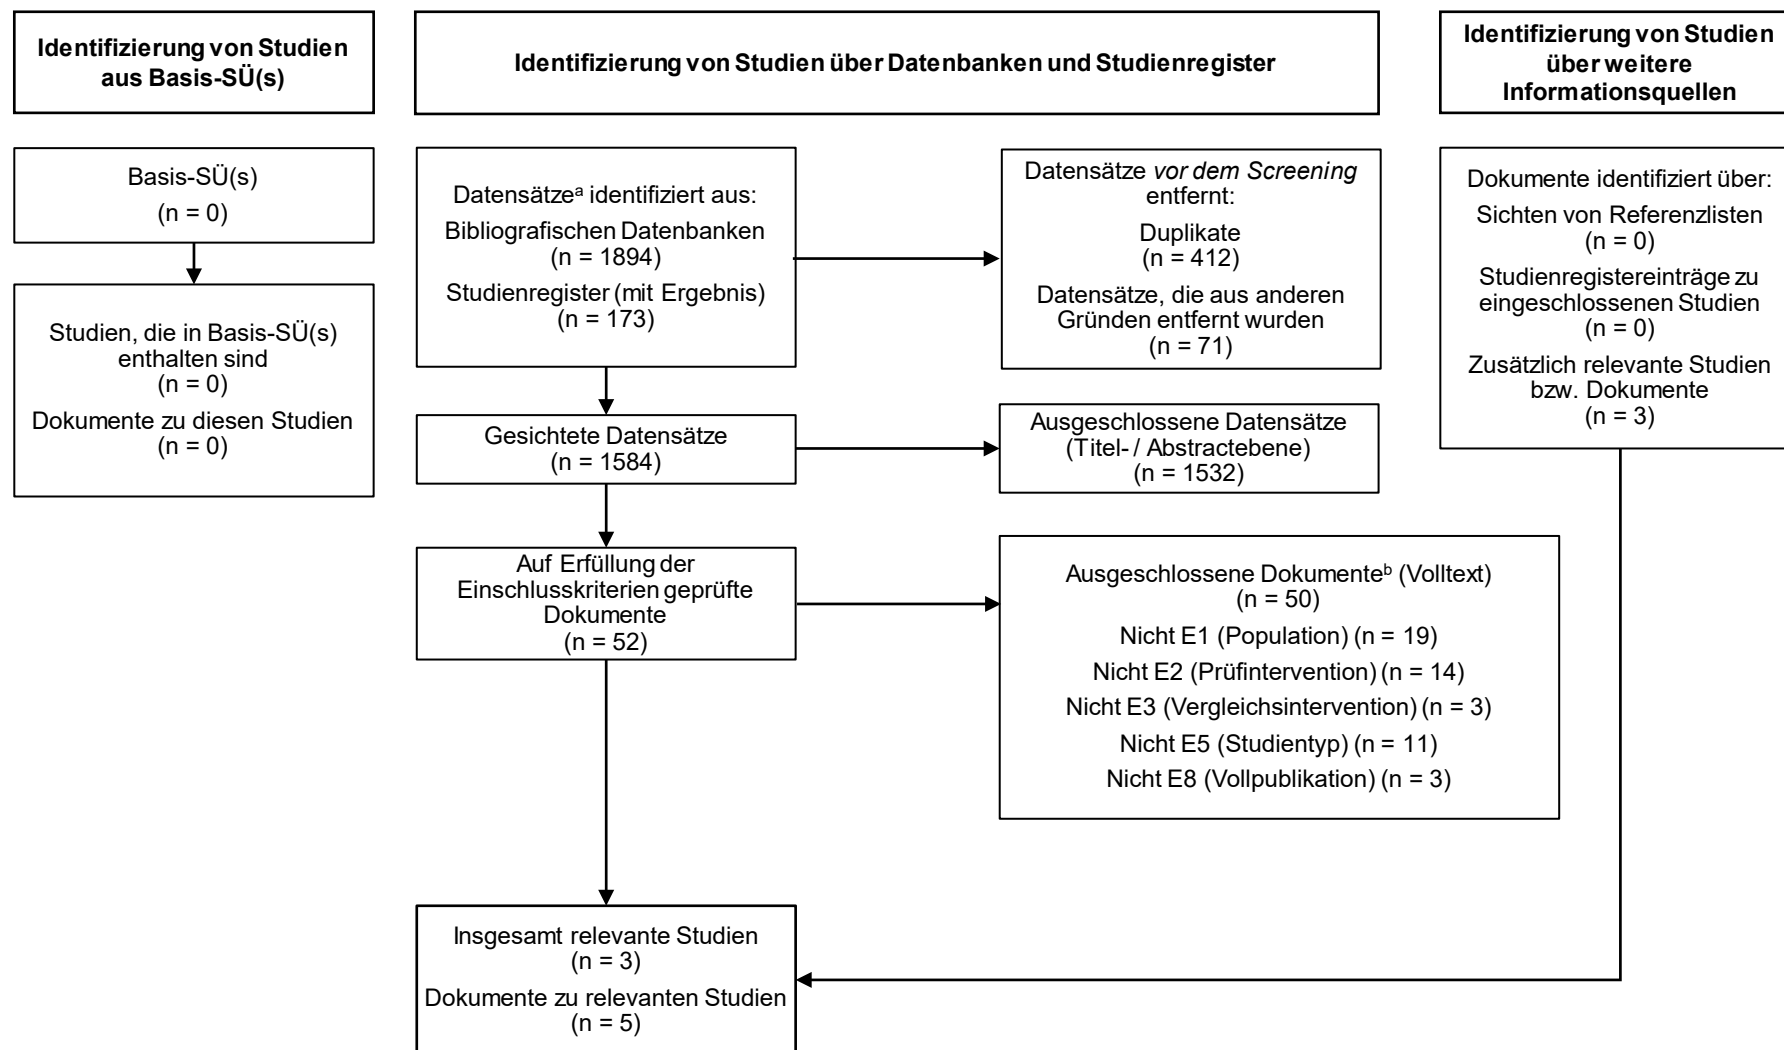 Identifizierung von Studien
aus Basis-SÜ(s)
Identifizierung von Studien über Datenbanken und Studienregister
Identifizierung von Studien
über weitere
Informationsquellen
Basis-SÜ(s)
(n = 0)
Studien, die in Basis-SÜ(s)
enthalten sind
(n = 0)
Dokumente zu diesen Studien
(n = 0)
Datensätzeᵃ identifiziert aus:
Bibliografischen Datenbanken
(n = 1894)
Studienregister (mit Ergebnis)
(n = 173)
Datensätze vor dem Screening
entfernt:
Duplikate
(n = 412)
Datensätze, die aus anderen
Gründen entfernt wurden
(n = 71)
Dokumente identifiziert über:
Sichten von Referenzlisten
(n = 0)
Studienregistereinträge zu
eingeschlossenen Studien
(n = 0)
Zusätzlich relevante Studien
bzw. Dokumente
(n = 3)
Gesichtete Datensätze
(n = 1584)
Ausgeschlossene Datensätze
(Titel- / Abstractebene)
(n = 1532)
Auf Erfüllung der
Einschlusskriterien geprüfte
Dokumente
(n = 52)
Ausgeschlossene Dokumenteᵇ (Volltext)
(n = 50)
Nicht E1 (Population) (n = 19)
Nicht E2 (Prüfintervention) (n = 14)
Nicht E3 (Vergleichsintervention) (n = 3)
Nicht E5 (Studientyp) (n = 11)
Nicht E8 (Vollpublikation) (n = 3)
Insgesamt relevante Studien
(n = 3)
Dokumente zu relevanten Studien
(n = 5)